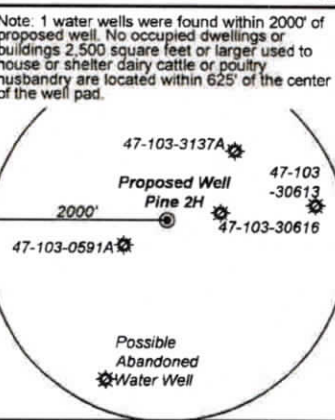 Note: 1 water wells were found within 2000' of
proposed well. No occupied dwellings or
buildings 2,500 square feet or larger used to
house or shelter dairy cattle or poultry
husbandry are located within 625' of the center
of the well pad.
47-103-3137A
47-103
-30613
Proposed Well
Pine 2H
2000'
47-103-30616
47-103-0591A
Possible
Abandoned
Water Well